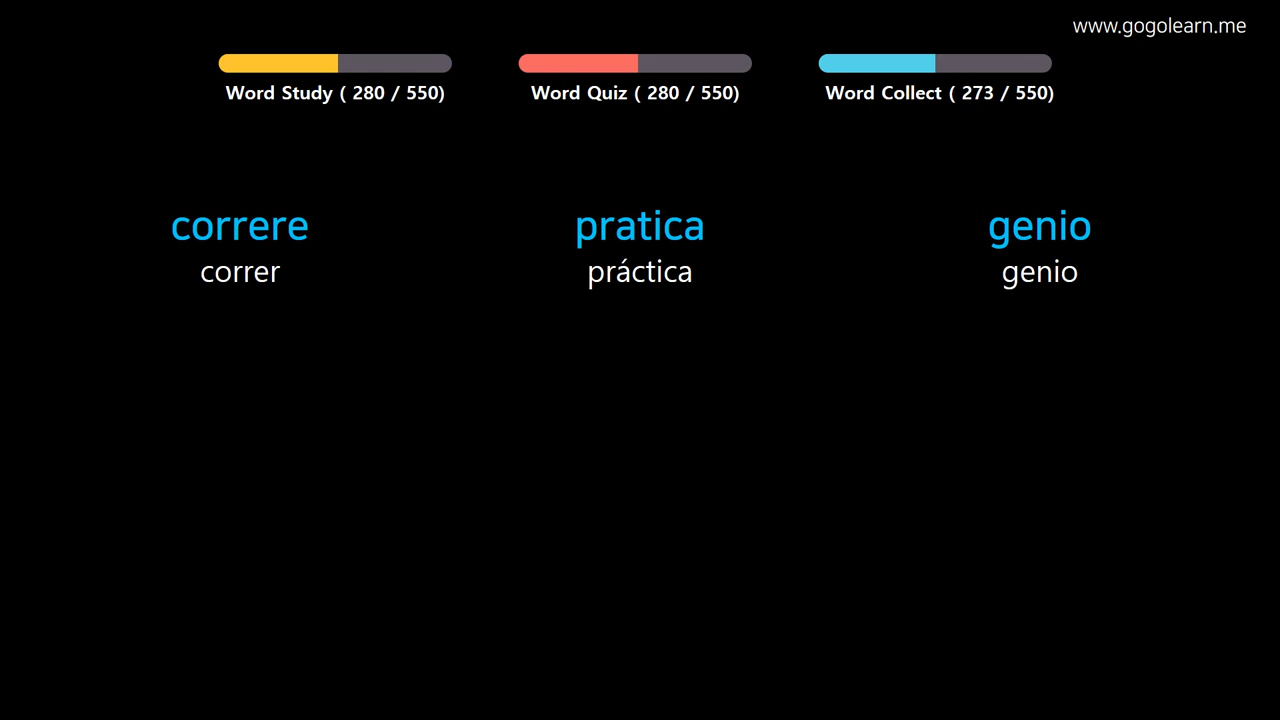 www.gogolearn.me
Word Study ( 280 / 550)
Word Quiz ( 280 / 550)
Word Collect ( 273 / 550)
correre
correr
pratica
práctica
genio
genio